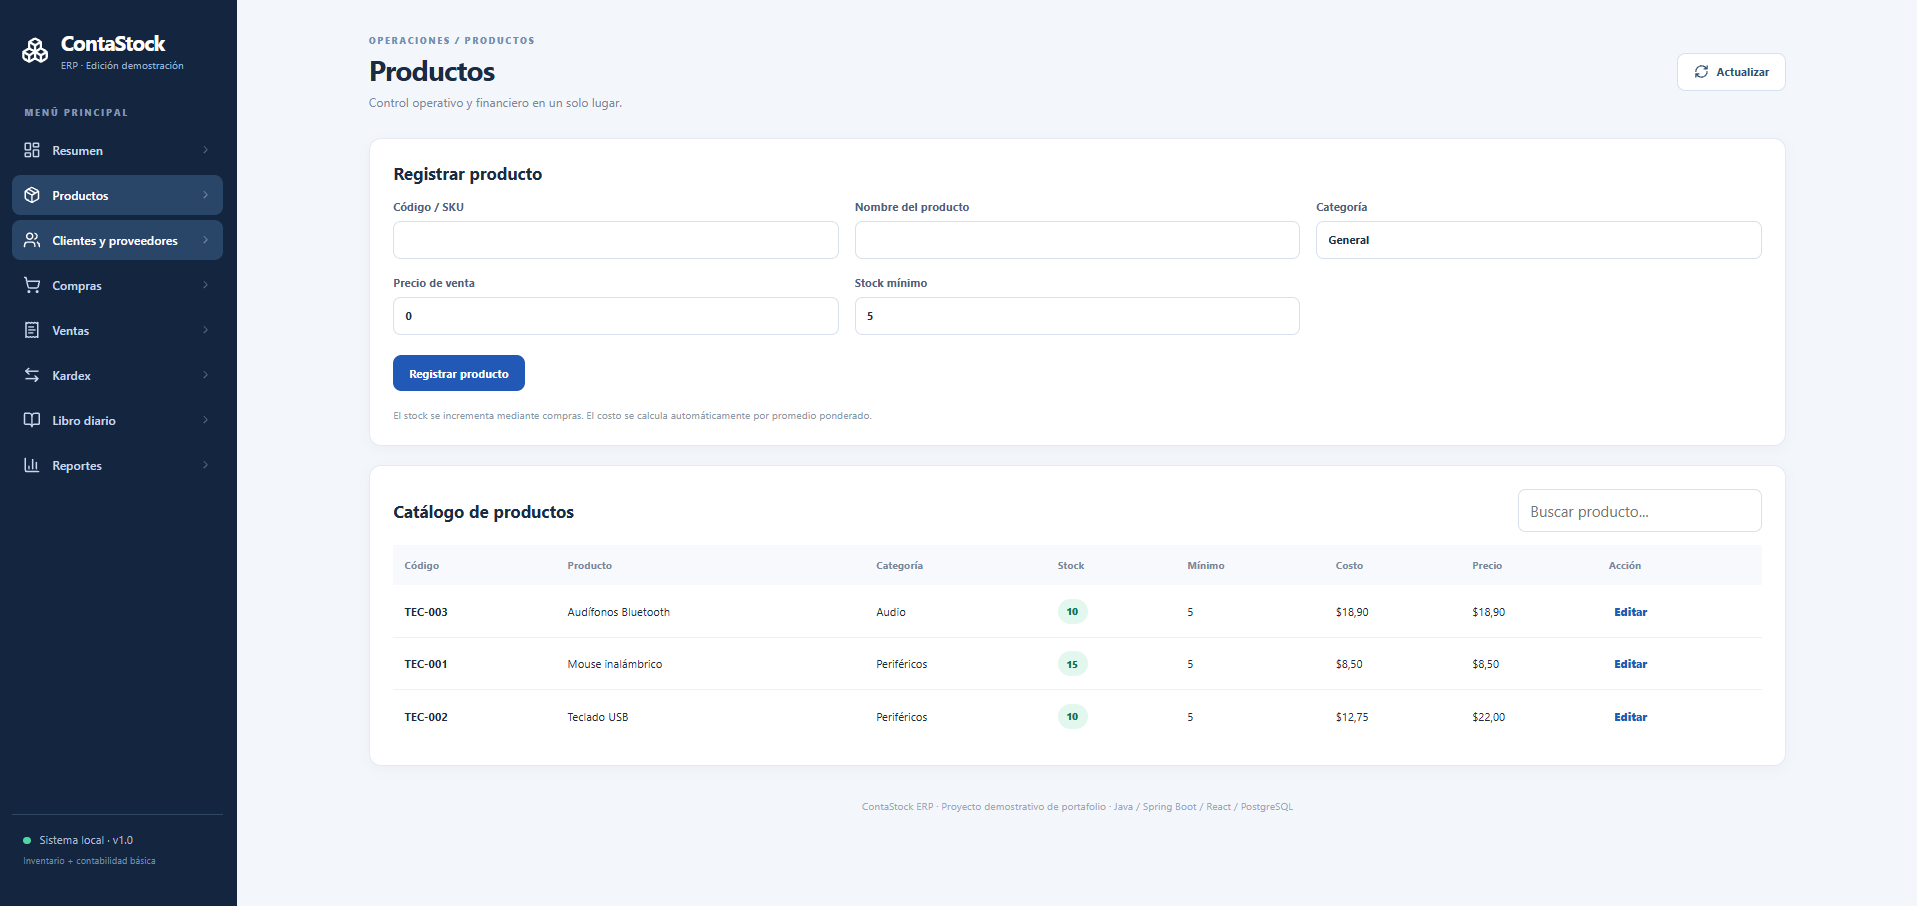 ContaStock
ERP · Edición demostración
MENÚ PRINCIPAL
Resumen
Productos
Clientes y proveedores
Compras
Ventas
Kardex
Libro diario
Reportes
Sistema local · v1.0
Inventario + contabilidad básica
OPERACIONES / PRODUCTOS
Productos
Control operativo y financiero en un solo lugar.
Actualizar
Registrar producto
Código / SKU Nombre del producto Categoría
General
Precio de venta Stock mínimo
0 5
Registrar producto
El stock se incrementa mediante compras. El costo se calcula automáticamente por promedio ponderado.
Catálogo de productos
Buscar producto...
Código Producto Categoría Stock Mínimo Costo Precio Acción
TEC-003 Audífonos Bluetooth Audio 10 5 $18,90 $18,90 Editar
TEC-001 Mouse inalámbrico Periféricos 15 5 $8,50 $8,50 Editar
TEC-002 Teclado USB Periféricos 10 5 $12,75 $22,00 Editar
ContaStock ERP · Proyecto demostrativo de portafolio · Java / Spring Boot / React / PostgreSQL